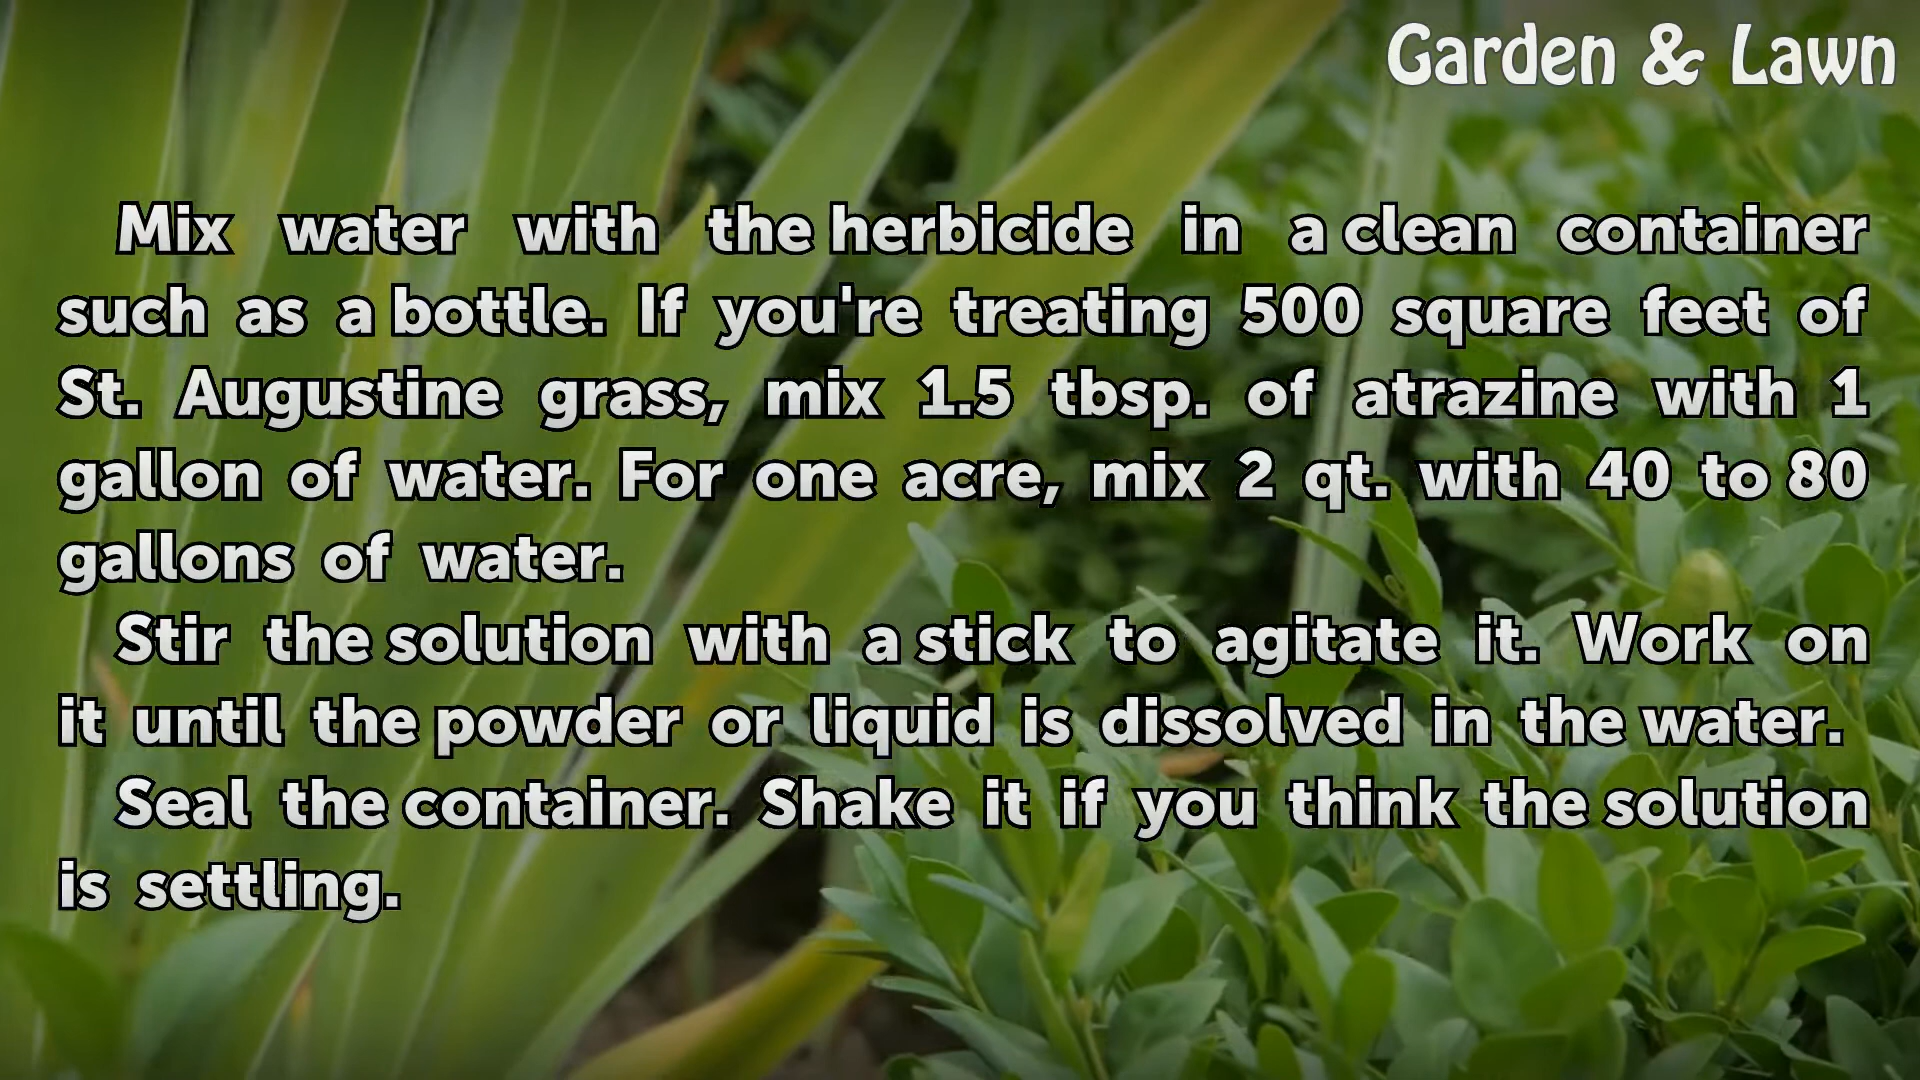 Garden & Lawn
Mix water with the herbicide in a clean container
such as a bottle. If you're treating 500 square feet of
St. Augustine grass, mix 1.5 tbsp. of atrazine with 1
gallon of water. For one acre, mix 2 qt. with 40 to 80
gallons of water.
Stir the solution with a stick to agitate it. Work on
it until the powder or liquid is dissolved in the water.
Seal the container. Shake it if you think the solution
is settling.